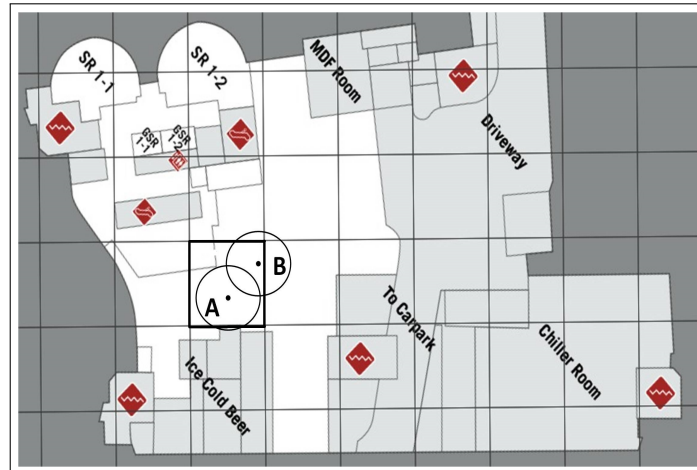 SR 1-1
SR 1-2
MDF Room
GSR
1-1
GSR
1-2
Driveway
B
A
To Carpark
Ice Cold Beer
Chiller Room